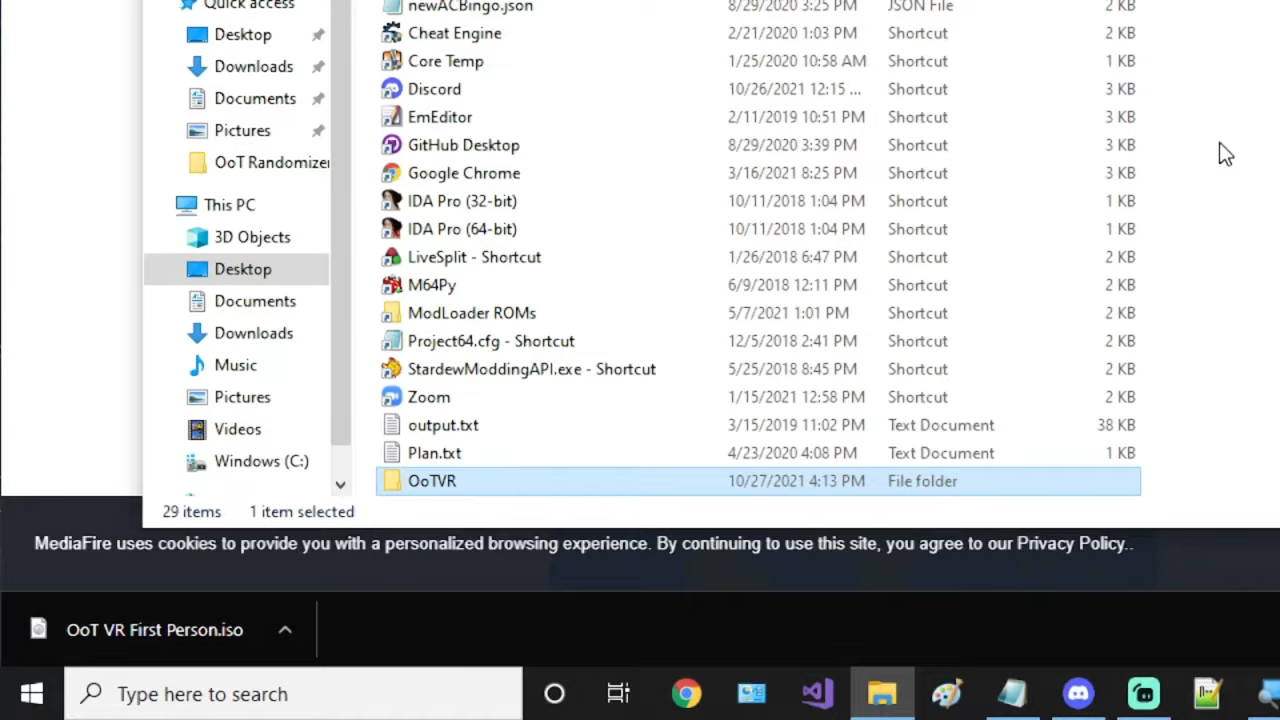 Quick access
Desktop
Downloads
Documents
Pictures
OoT Randomizer
This PC
3D Objects
Desktop
Documents
Downloads
Music
Pictures
Videos
Windows (C:)
newACBingo.json 8/29/2020 3:25 PM JSON File 2 KB
Cheat Engine 2/21/2020 1:03 PM Shortcut 2 KB
Core Temp 1/25/2020 10:58 AM Shortcut 1 KB
Discord 10/26/2021 12:15 ... Shortcut 3 KB
EmEditor 2/11/2019 10:51 PM Shortcut 3 KB
GitHub Desktop 8/29/2020 3:39 PM Shortcut 3 KB
Google Chrome 3/16/2021 8:25 PM Shortcut 3 KB
IDA Pro (32-bit) 10/11/2018 1:04 PM Shortcut 1 KB
IDA Pro (64-bit) 10/11/2018 1:04 PM Shortcut 1 KB
LiveSplit - Shortcut 1/26/2018 6:47 PM Shortcut 2 KB
M64Py 6/9/2018 12:11 PM Shortcut 2 KB
ModLoader ROMs 5/7/2021 1:01 PM Shortcut 2 KB
Project64.cfg - Shortcut 12/5/2018 2:41 PM Shortcut 2 KB
StardewModdingAPI.exe - Shortcut 5/25/2018 8:45 PM Shortcut 2 KB
Zoom 1/15/2021 12:58 PM Shortcut 2 KB
output.txt 3/15/2019 11:02 PM Text Document 38 KB
Plan.txt 4/23/2020 4:08 PM Text Document 1 KB
OoTVR 10/27/2021 4:13 PM File folder
29 items 1 item selected
MediaFire uses cookies to provide you with a personalized browsing experience. By continuing to use this site, you agree to our Privacy Policy..
OoT VR First Person.iso
Type here to search